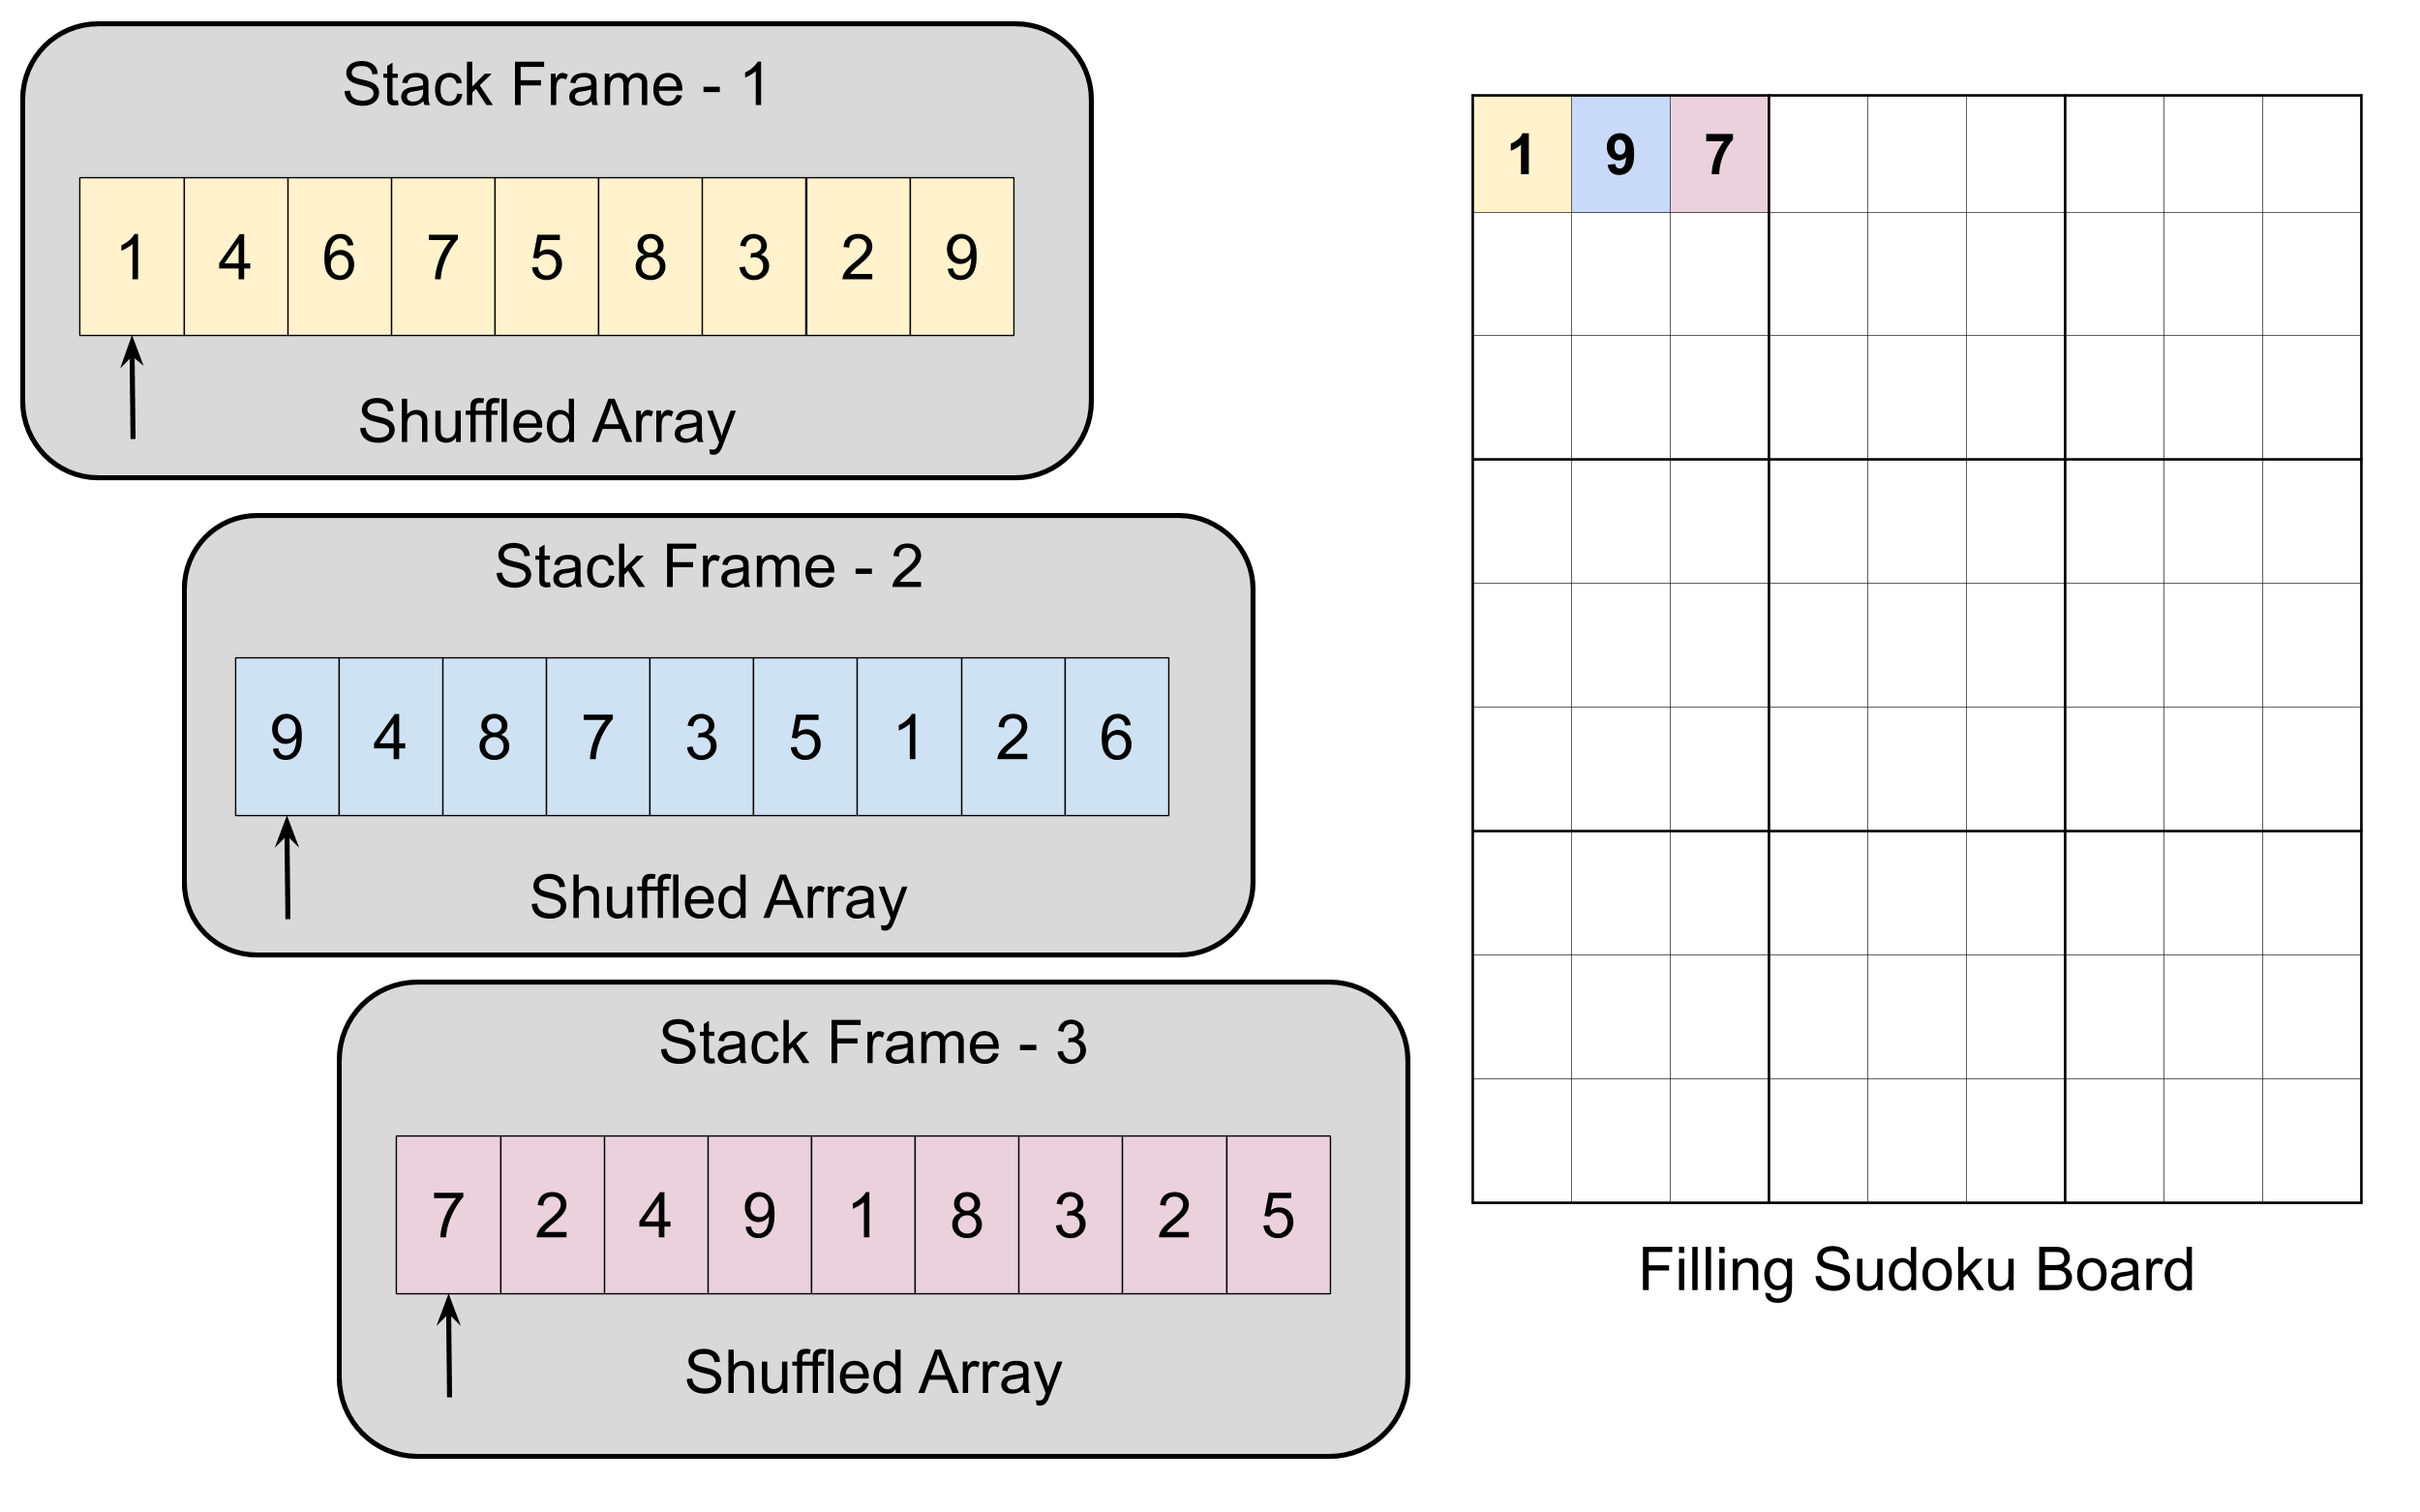 Stack Frame - 1
1 4 6 7 5 8 3 2 9
Shuffled Array
Stack Frame - 2
9 4 8 7 3 5 1 2 6
Shuffled Array
Stack Frame - 3
7 2 4 9 1 8 3 2 5
Shuffled Array
1 9 7
Filling Sudoku Board